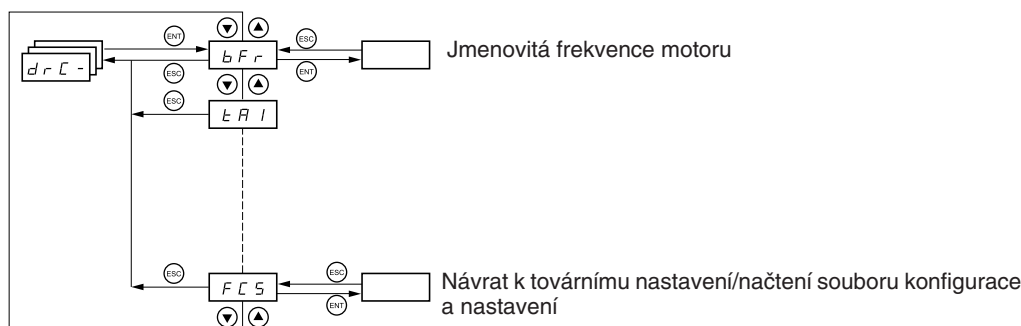 ENT
ESC
drC-
bFr
Jmenovitá frekvence motoru
ESC
ENT
ESC
tAI
ESC
ESC
FCS
Návrat k továrnímu nastavení/načtení souboru konfigurace
ENT
a nastavení